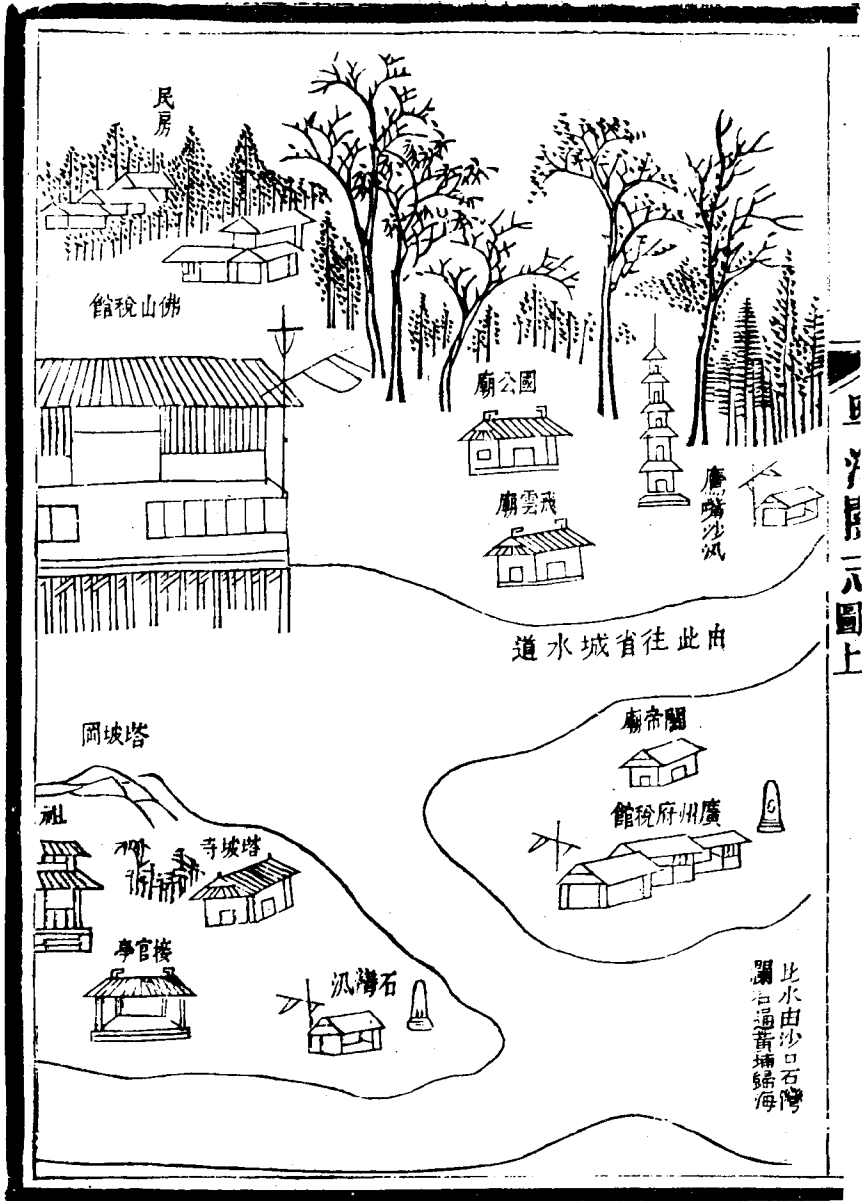 圖上
民房
佛山稅館
國公廟
飛雲廟
鷹嘴沙汛
由此往省城水道
關帝廟
廣州府稅館
塔坡岡
祖
塔坡寺
接官亭
石灣汛
此水由沙口石灣
瀾石通黃埔歸海